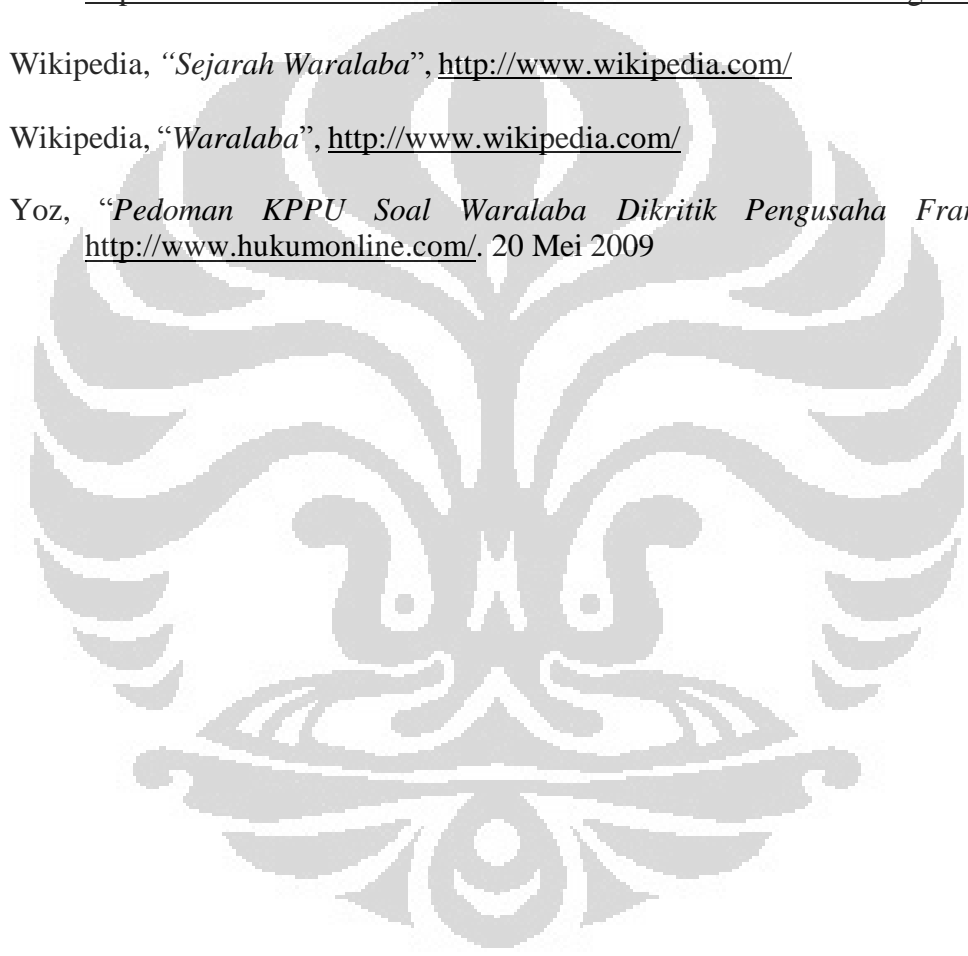 Wikipedia, “Sejarah Waralaba”, http://www.wikipedia.com/
Wikipedia, “Waralaba”, http://www.wikipedia.com/
Yoz, “Pedoman KPPU Soal Waralaba Dikritik Pengusaha
http://www.hukumonline.com/. 20 Mei 2009